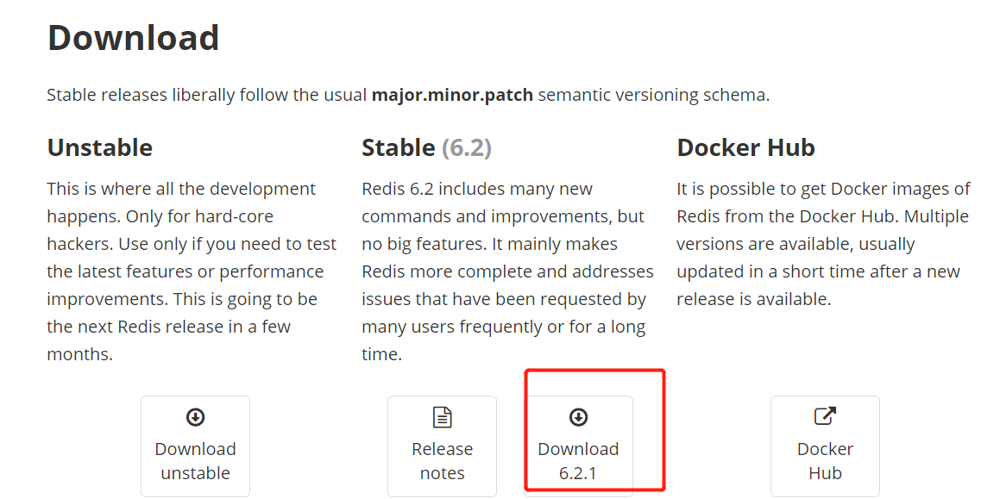 Download
Stable releases liberally follow the usual major.minor.patch semantic versioning schema.
Unstable
This is where all the development
happens. Only for hard-core
hackers. Use only if you need to test
the latest features or performance
improvements. This is going to be
the next Redis release in a few
months.
Download
unstable
Stable (6.2)
Redis 6.2 includes many new
commands and improvements, but
no big features. It mainly makes
Redis more complete and addresses
issues that have been requested by
many users frequently or for a long
time.
Release
notes
Download
6.2.1
Docker Hub
It is possible to get Docker images of
Redis from the Docker Hub. Multiple
versions are available, usually
updated in a short time after a new
release is available.
Docker
Hub